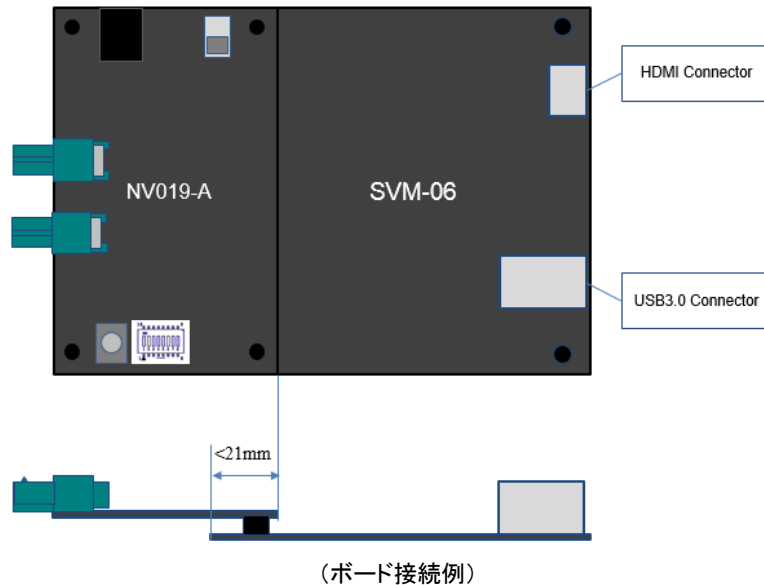 HDMI Connector
NV019-A
SVM-06
USB3.0 Connector
<21mm
(ボード接続例)